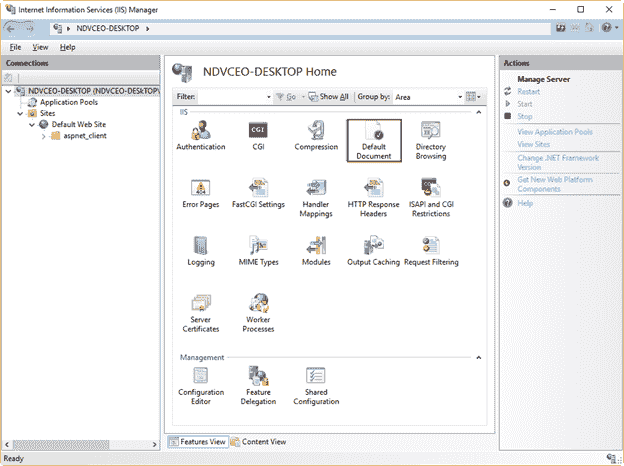 Internet Information Services (IIS) Manager
NDVCEO-DESKTOP
File View Help
Connections
NDVCEO-DESKTOP (NDVCEO-DESKTOP\
Application Pools
Sites
Default Web Site
aspnet_client
NDVCEO-DESKTOP Home
Filter: Go Show All Group by: Area
IIS
Authentication CGI Compression Default Document Directory Browsing
Error Pages FastCGI Settings Handler Mappings HTTP Response Headers ISAPI and CGI Restrictions
Logging MIME Types Modules Output Caching Request Filtering
Server Certificates Worker Processes
Management
Configuration Editor Feature Delegation Shared Configuration
Features View Content View
Actions
Manage Server
Restart
Start
Stop
View Application Pools
View Sites
Change .NET Framework
Version
Get New Web Platform
Components
Help
Ready